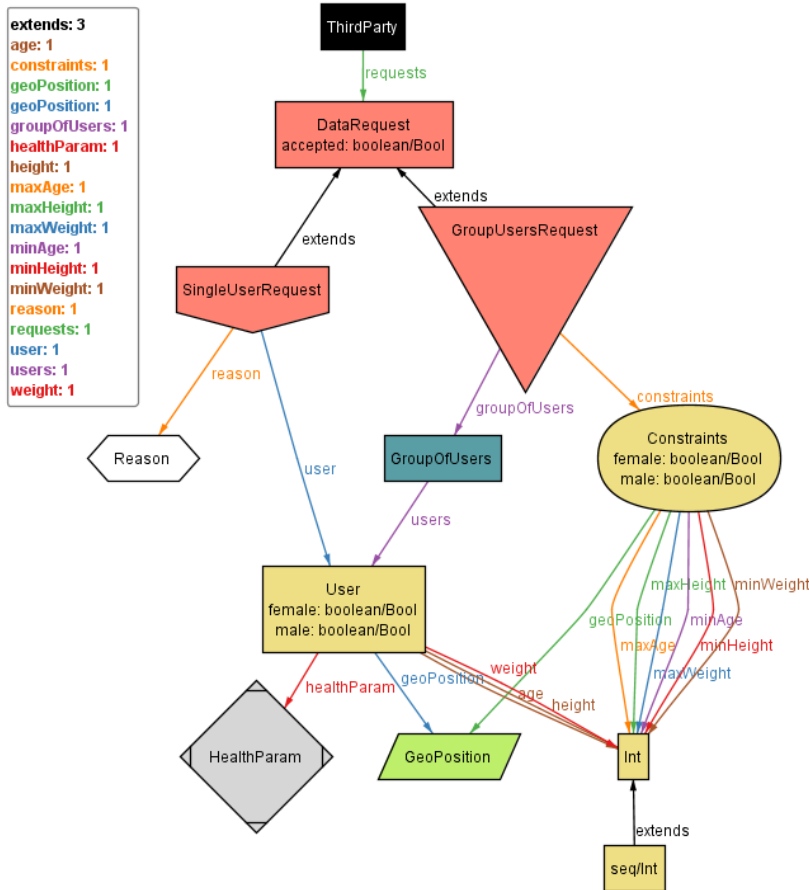 extends: 3
age: 1
constraints: 1
geoPosition: 1
geoPosition: 1
groupOfUsers: 1
healthParam: 1
height: 1
maxAge: 1
maxHeight: 1
maxWeight: 1
minAge: 1
minHeight: 1
minWeight: 1
reason: 1
requests: 1
user: 1
users: 1
weight: 1
ThirdParty
requests
DataRequest
accepted: boolean/Bool
extends
extends
GroupUsersRequest
SingleUserRequest
reason
groupOfUsers
constraints
Reason
user
GroupOfUsers
Constraints
female: boolean/Bool
male: boolean/Bool
users
User
female: boolean/Bool
male: boolean/Bool
maxHeight
minWeight
geoPosition
minAge
maxAge
minHeight
maxWeight
weight
healthParam
geoPosition
age
height
HealthParam
GeoPosition
Int
extends
seq/Int